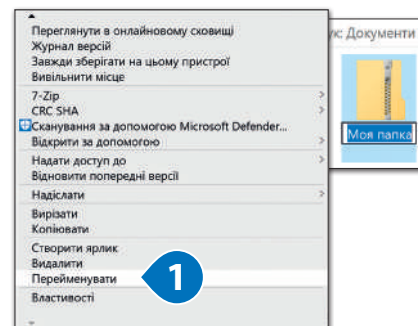 Переглянути в онлайновому сховищі
Журнал версій
Завжди зберігати на цьому пристрої
Вивільнити місце
7-Zip
CRC SHA
Сканування за допомогою Microsoft Defender...
Відкрити за допомогою
Надати доступ до
Відновити попередні версії
Надіслати
Вирізати
Копіювати
Створити ярлик
Видалити
Перейменувати
1
Властивості
Документи
Моя папка